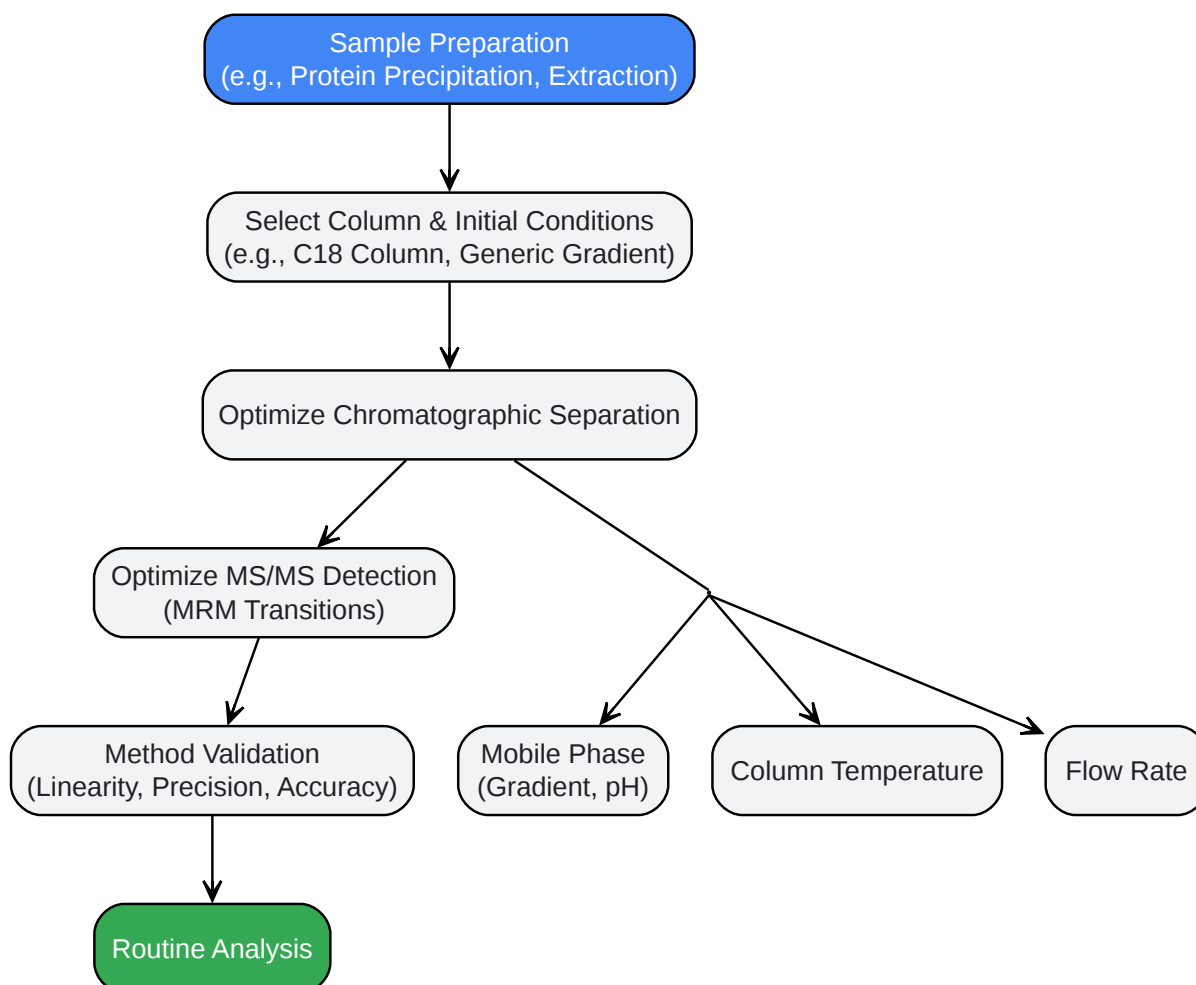 Sample Preparation
(e.g., Protein Precipitation, Extraction)
Select Column & Initial Conditions
(e.g., C18 Column, Generic Gradient)
Optimize Chromatographic Separation
Optimize MS/MS Detection
(MRM Transitions)
Method Validation
(Linearity, Precision, Accuracy)
Mobile Phase
(Gradient, pH)
Column Temperature
Flow Rate
Routine Analysis